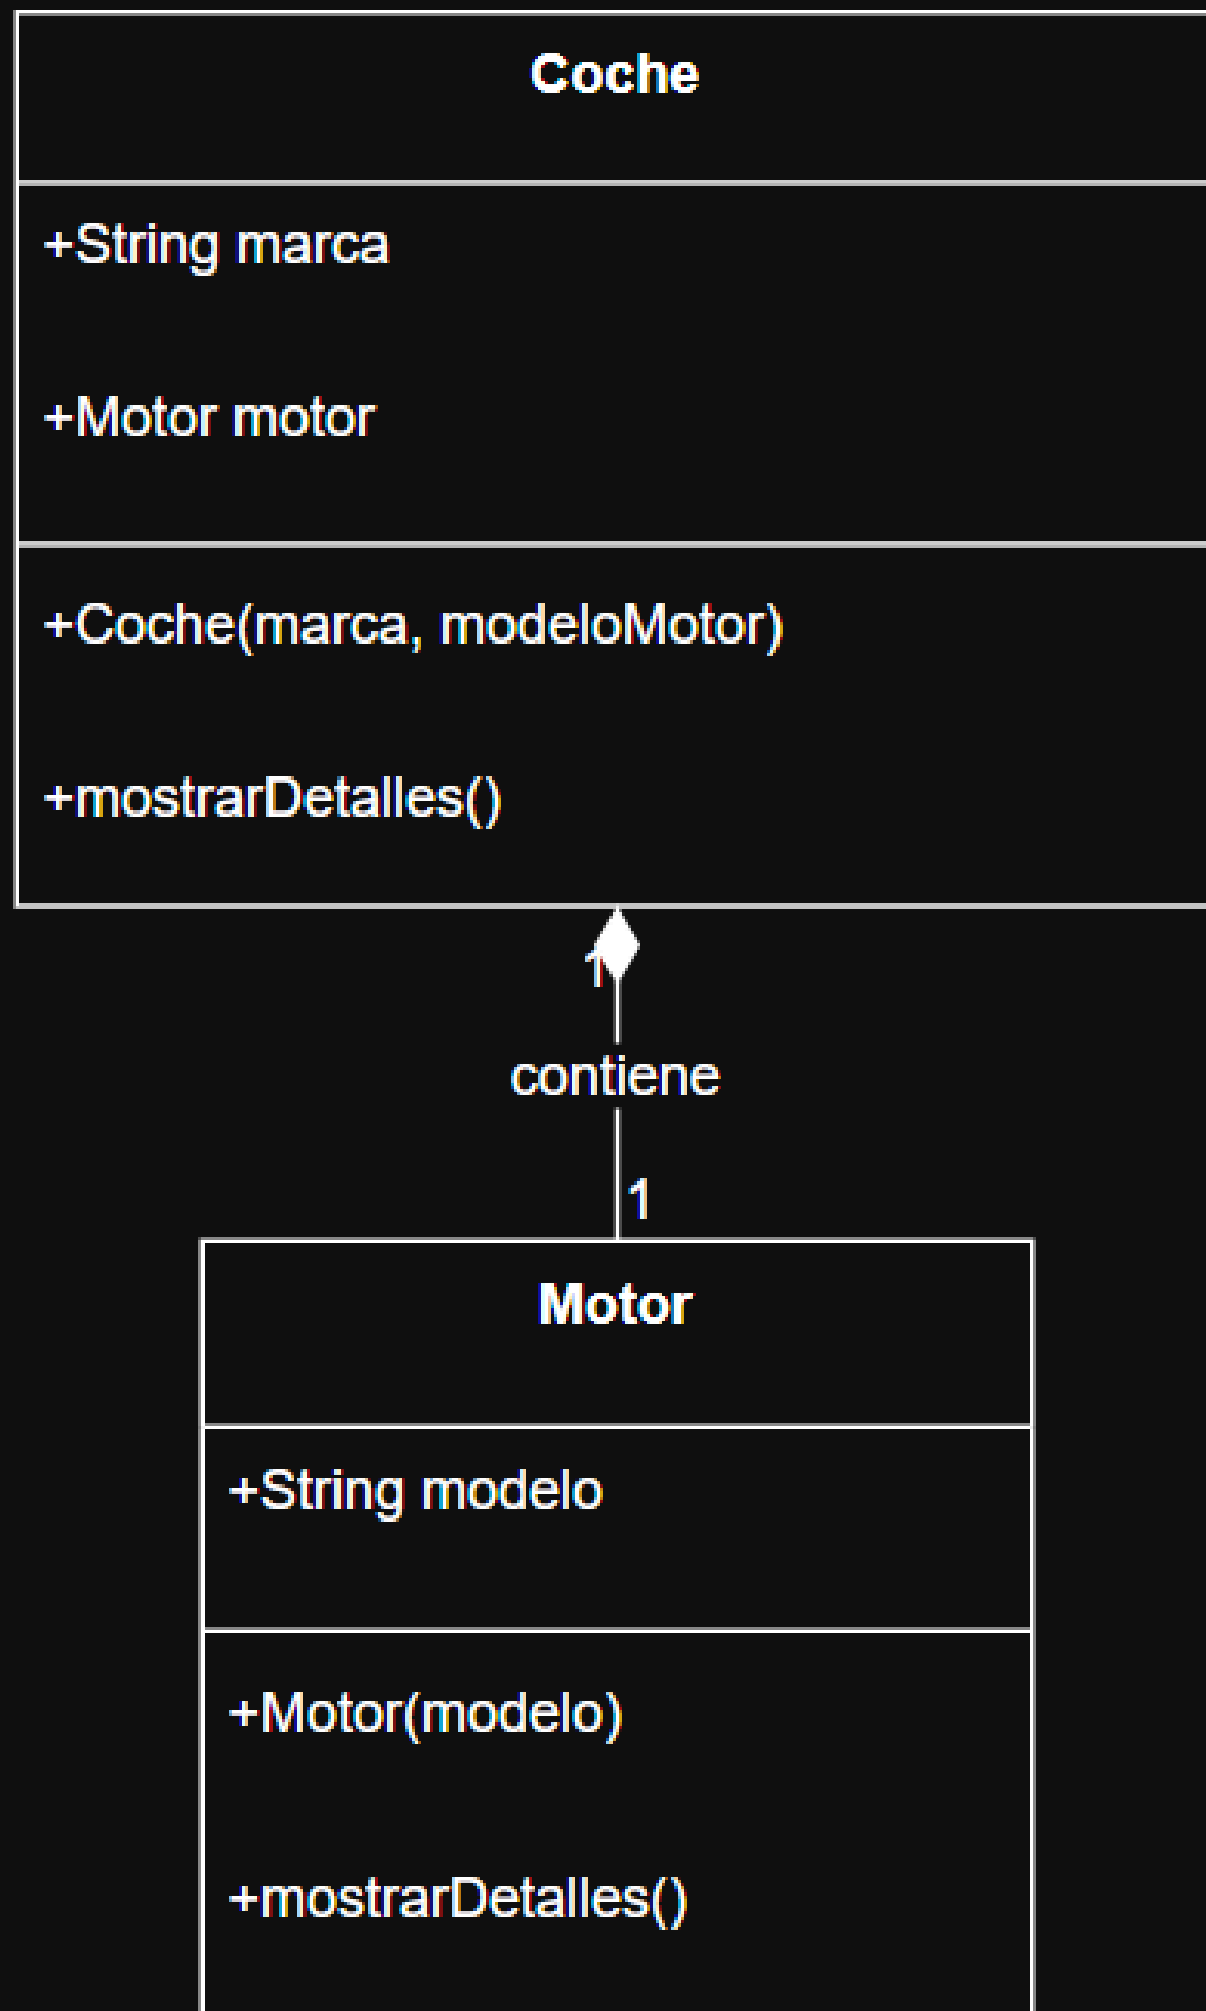 Coche
+String marca
+Motor motor
+Coche(marca, modeloMotor)
+mostrarDetalles()
1
contiene
1
Motor
+String modelo
+Motor(modelo)
+mostrarDetalles()